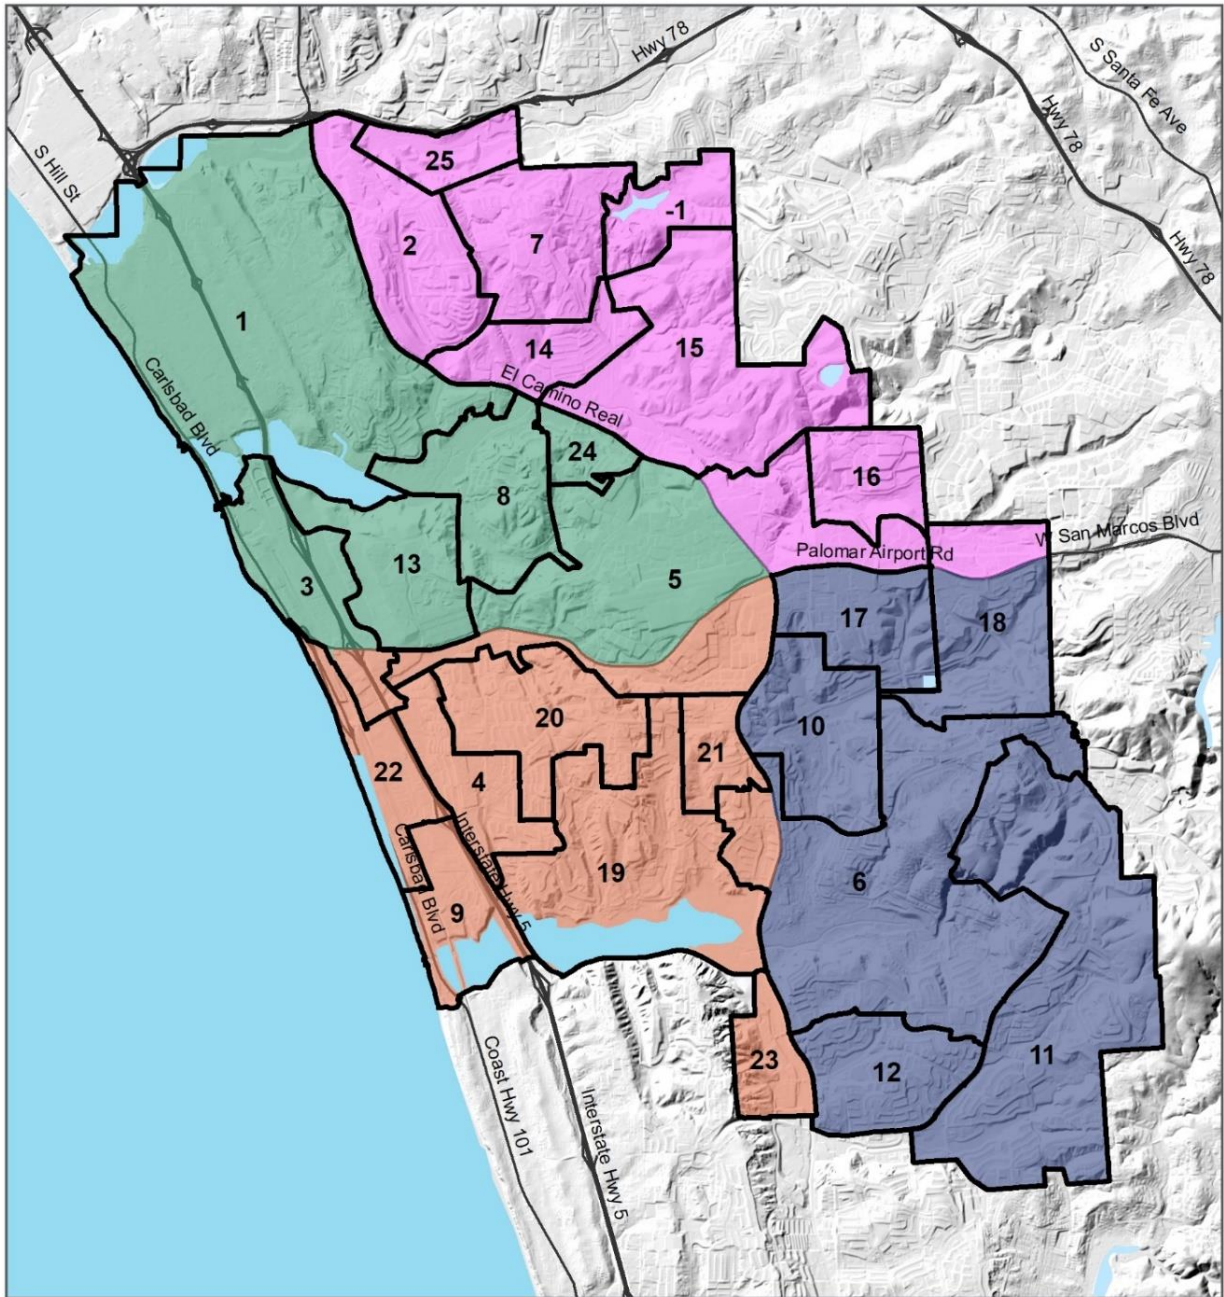 Hwy 78
S Santa Fe Ave
Hwy 78
S Hill St
25
-1
2
7
Hwy 78
1
14
15
El Camino Real
Carlsbad Blvd
24
16
8
W San Marcos Blvd
Palomar Airport Rd
13
5
3
17
18
20
10
21
22
4
Interstate Hwy 5
Carlsbad Blvd
19
6
9
23
12
11
Coast Hwy 101
Interstate Hwy 5